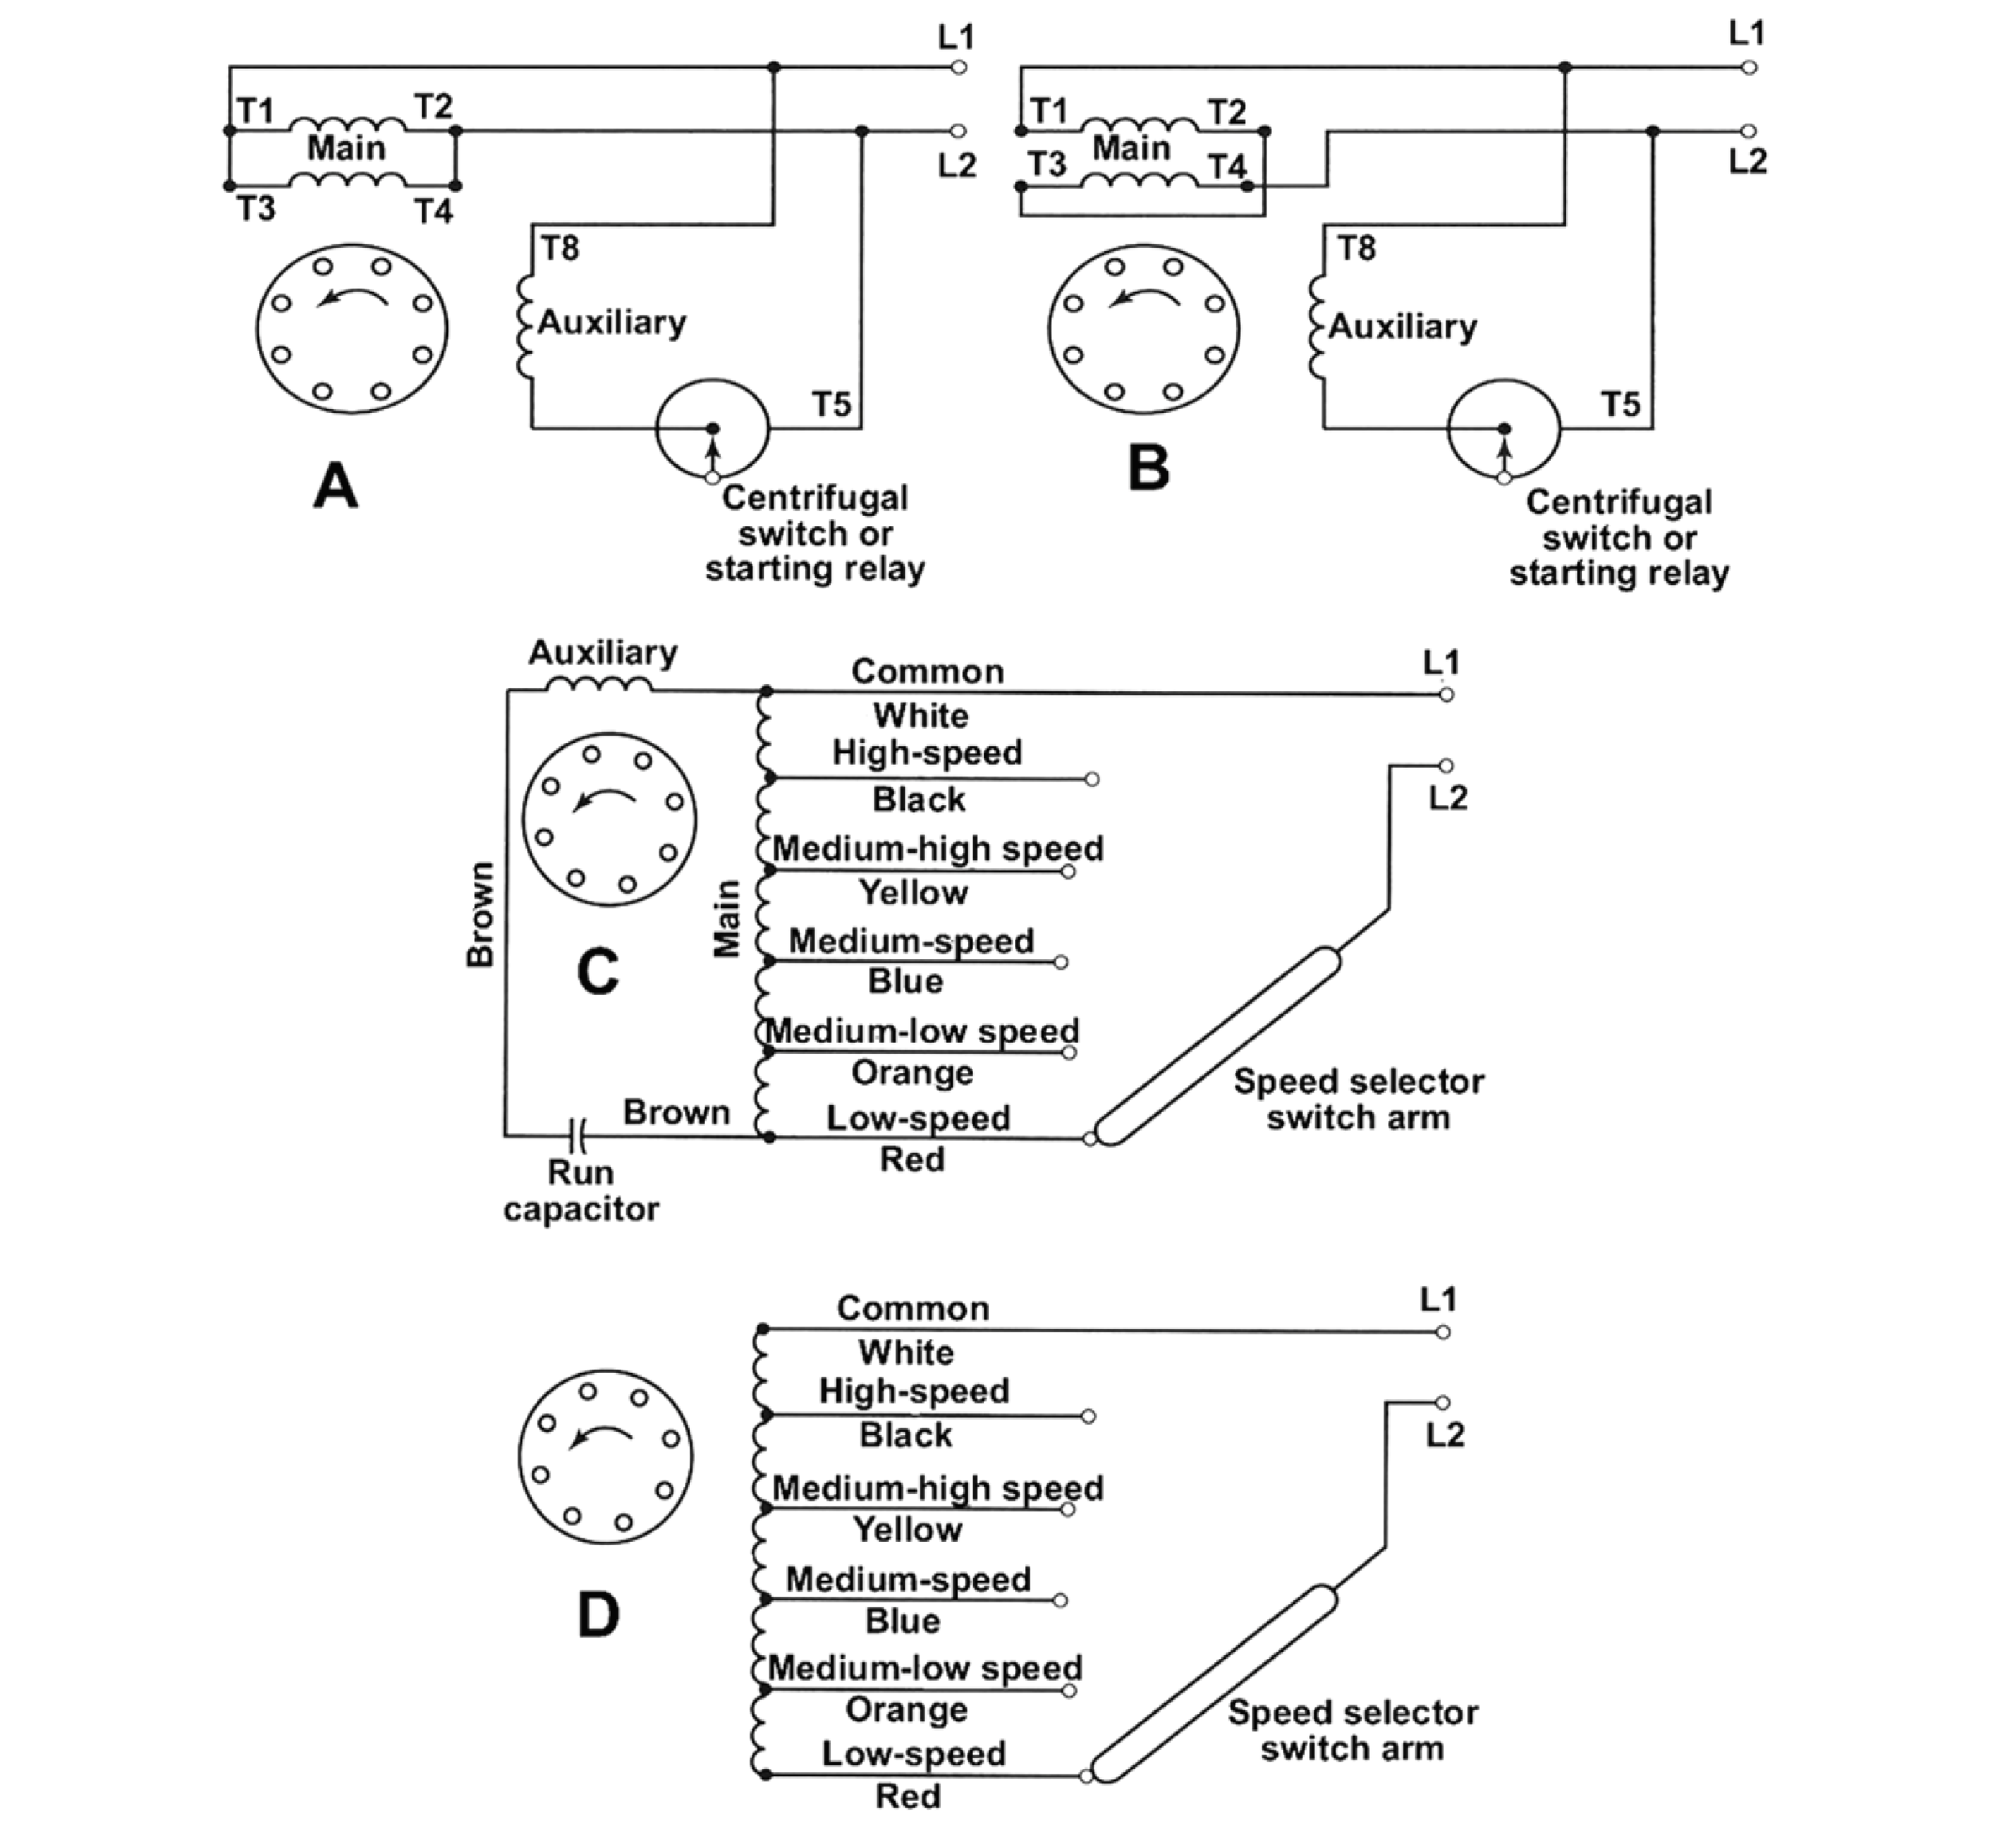 L1
T1
T2
Main
L2
T3
T4
T8
Auxiliary
T5
A
Centrifugal
switch or
starting relay
L1
T1
T2
Main
L2
T3
T4
T8
Auxiliary
T5
B
Centrifugal
switch or
starting relay
Auxiliary
Common
L1
White
High-speed
L2
Black
Medium-high speed
Yellow
Brown
Main
Medium-speed
C
Blue
Medium-low speed
Orange
Speed selector
switch arm
Brown
Low-speed
Red
Run
capacitor
Common
L1
White
High-speed
L2
Black
Medium-high speed
Yellow
Medium-speed
D
Blue
Medium-low speed
Orange
Speed selector
switch arm
Low-speed
Red